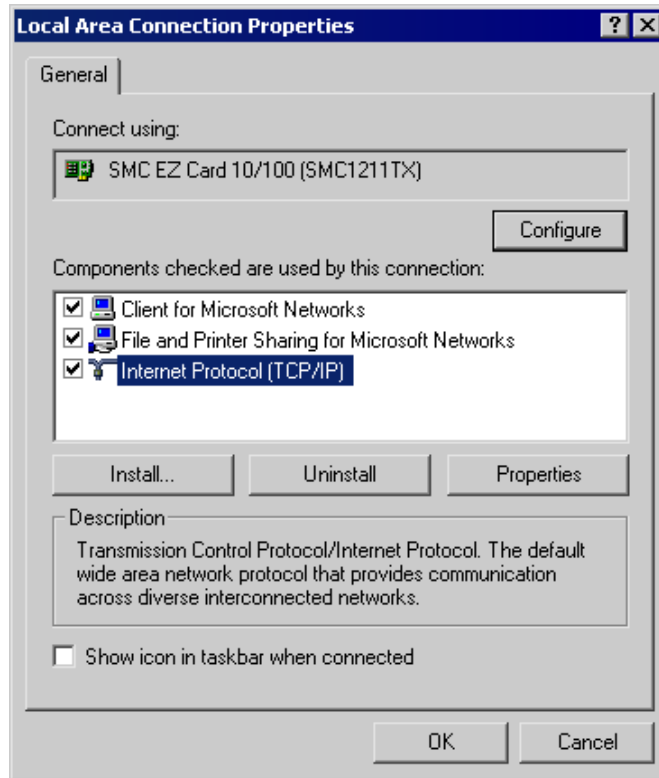 Local Area Connection Properties
General
Connect using:
SMC EZ Card 10/100 (SMC1211TX)
Configure
Components checked are used by this connection:
Client for Microsoft Networks
File and Printer Sharing for Microsoft Networks
Internet Protocol (TCP/IP)
Install... Uninstall Properties
Description
Transmission Control Protocol/Internet Protocol. The default
wide area network protocol that provides communication
across diverse interconnected networks.
Show icon in taskbar when connected
OK Cancel